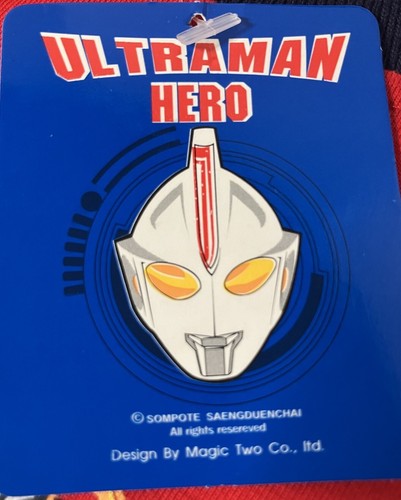 ULTRAMAN
HERO
© SOMPOTE SAENGDUENCHAI
All rights resereved
Design By Magic Two Co., ltd.